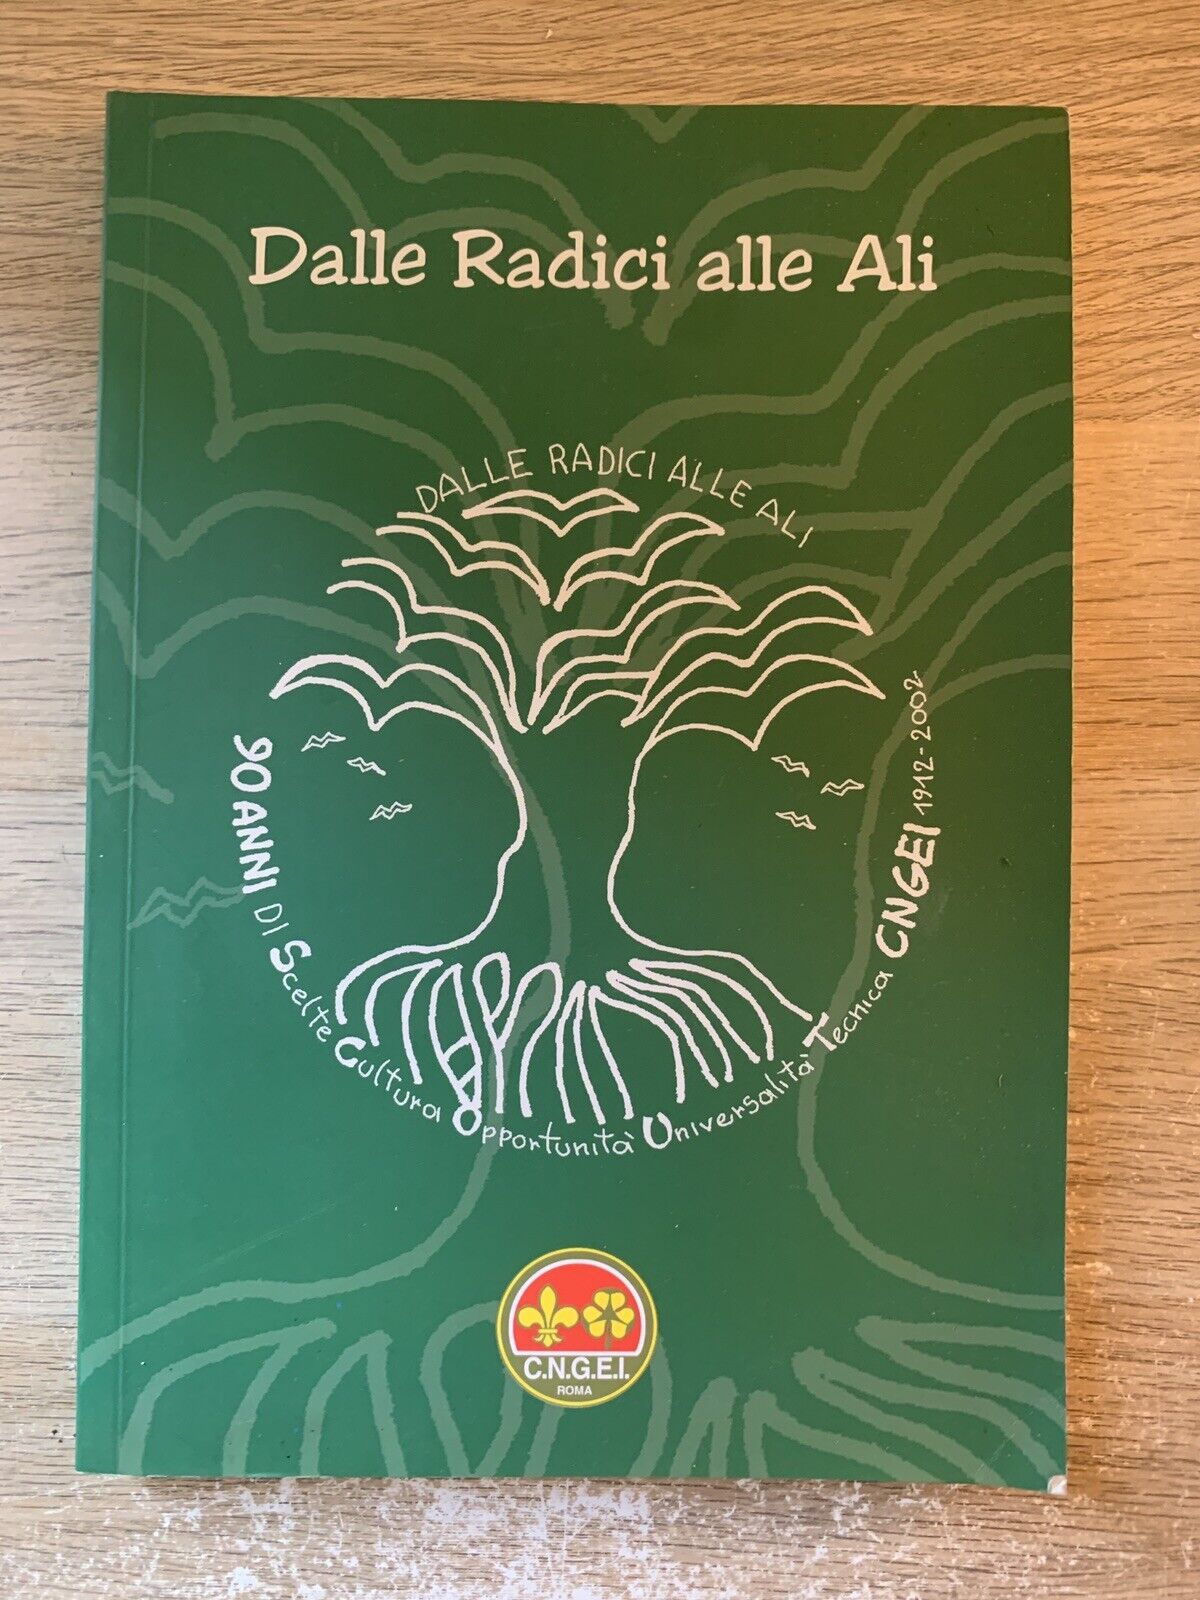 Dalle Radici alle Ali
DALLE RADICI ALLE ALI
90 ANNI DI Scelte Cultura Opportunità Universalità Tecnica CNGEI 1912-2002
C.N.G.E.I.
ROMA